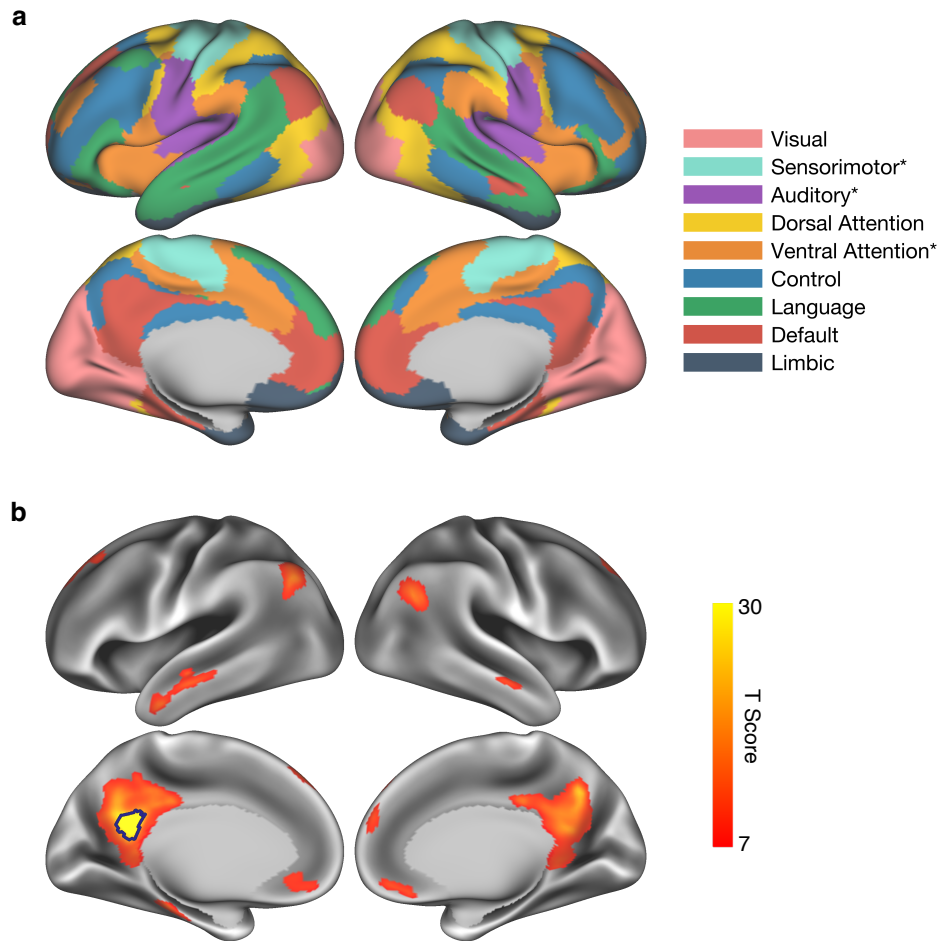 a
Visual
Sensorimotor*
Auditory*
Dorsal Attention
Ventral Attention*
Control
Language
Default
Limbic
b
30
T Score
7